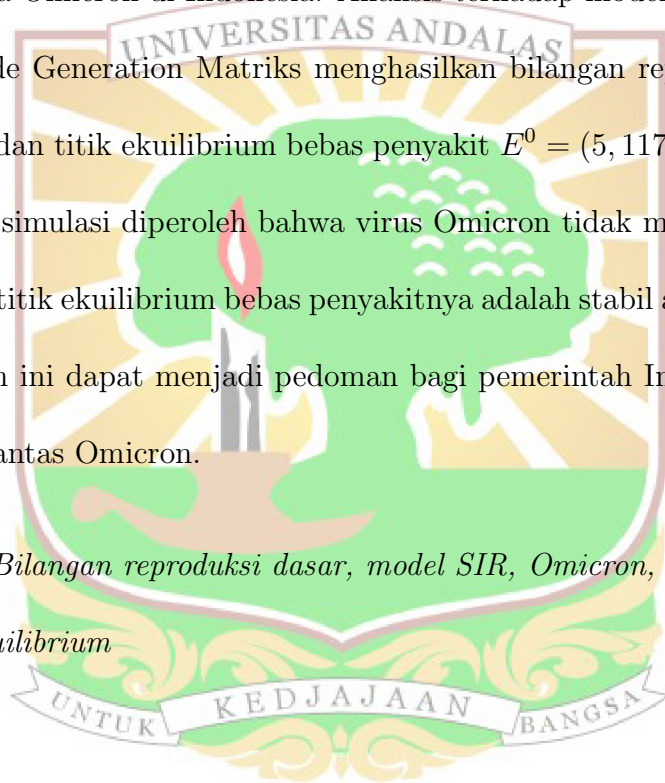 a Omicron di Indonesia. Analisis terhadap model
UNIVERSITAS ANDALAS
de Generation Matriks menghasilkan bilangan re
dan titik ekuilibrium bebas penyakit E⁰ = (5, 117
simulasi diperoleh bahwa virus Omicron tidak m
titik ekuilibrium bebas penyakitnya adalah stabil a
n ini dapat menjadi pedoman bagi pemerintah In
antas Omicron.
Bilangan reproduksi dasar, model SIR, Omicron,
uilibrium
UNTUK KEDJAJAAN BANGSA